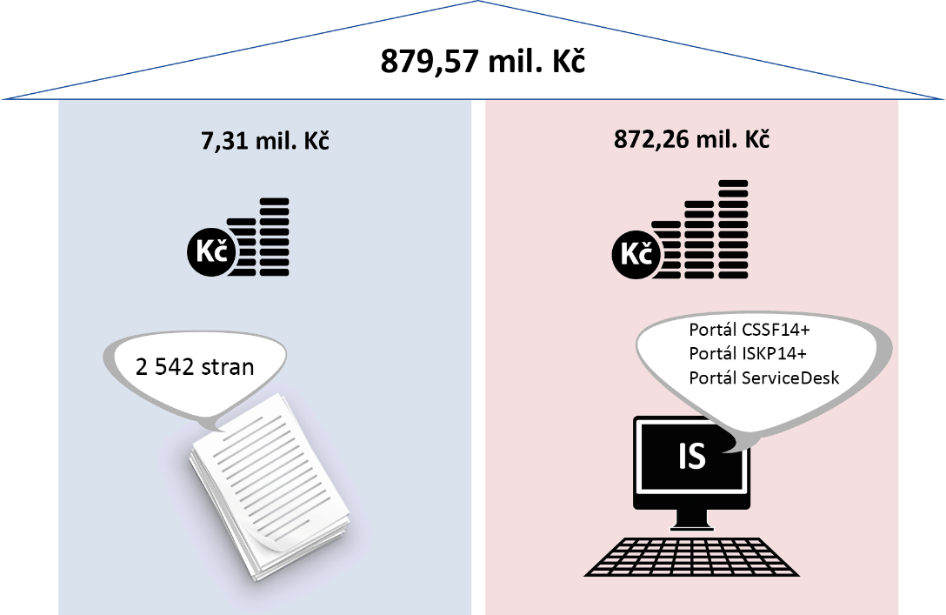 879,57 mil. Kč
7,31 mil. Kč
872,26 mil. Kč
Kč
Kč
2 542 stran
Portál CSSF14+
Portál ISKP14+
Portál ServiceDesk
IS